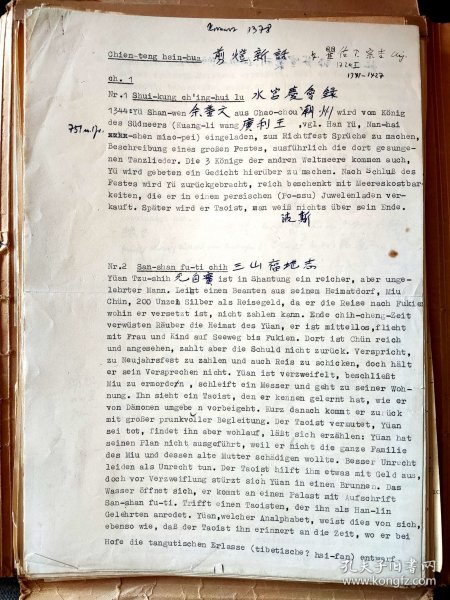 1378
Chien-teng hsin-hua 剪燈新話 瞿佑
1341-1427
ch. 1
Nr.1 Shui-kung ch'ing-hui lu 水宮慶會錄
1344:Yü Shan-wen 余善文 aus Chao-chou 潮州 wird vom König
des Südmeers (Kuang-li wang 廣利王, vgl. Han Yü, Nan-hai
shen-miao-pei) eingeladen, zum Richtfest Sprüche zu machen,
Beschreibung eines großen Festes, ausführlich die dort gesunge-
nen Tanzlieder. Die 3 Könige der andren Weltmeere kommen auch,
Yü wird gebeten ein Gedicht hierüber zu machen. Nach Schluß des
Festes wird Yü zurückgebracht, reich beschenkt mit Meereskostbar-
keiten, die er in einem persischen (Po-ssu) Juwelenladen ver-
kauft. Später wird er Taoist, man weiß nichts über sein Ende.
波斯
Nr.2 San-shan fu-ti chih 三山福地志
Yüan Tzu-shih 元自實 ist in Shantung ein reicher, aber unge-
lehrter Mann. Leiht einem Beamten aus seinem Heimatdorf, Miu
Chün, 200 Unzen Silber als Reisegeld, da er die Reise nach Fukien
wohin er versetzt ist, nicht zahlen kann. Ende chih-cheng-Zeit
verwüsten Räuber die Heimat des Yüan, er ist mittellos, flieht
mit Frau und Kind auf Seeweg bis Fukien. Dort ist Chün reich
und angesehen, zahlt aber die Schuld nicht zurück. Verspricht,
zu Neujahrsfest zu zahlen und auch Reis zu schicken, doch hält
er sein Versprechen nicht. Yüan ist verzweifelt, beschließt
Miu zu ermorden, schleift ein Messer und geht zu seiner Woh-
nung. Ihn sieht ein Taoist, den er kennen gelernt hat, wie er
von Dämonen umgeben vorbeigeht. Kurz danach kommt er zurück
mit großer prunkvoller Begleitung. Der Taoist vermutet, Yüan
sei tot, findet ihn aber wohlauf, läßt sich erzählen: Yüan hat
seinen Plan nicht ausgeführt, weil er nicht die ganze Familie
des Miu und dessen alte Mutter schädigen wollte. Besser Unrecht
leiden als Unrecht tun. Der Taoist hilft ihm etwas mit Geld aus,
doch vor Verzweiflung stürzt sich Yüan in einen Brunnen. Das
Wasser öffnet sich, er kommt an einen Palast mit Aufschrift
San-shan fu-ti. Trifft einen Taoisten, der ihn als Han-lin
Gelehrten anredet. Yüan, welcher Analphabet, weist dies von sich,
ebenso wie, daß der Taoist ihn erinnert an die Zeit, wo er bei
Hofe die tangutischen Erlasse (tibetische? hsi-fan) entwarf